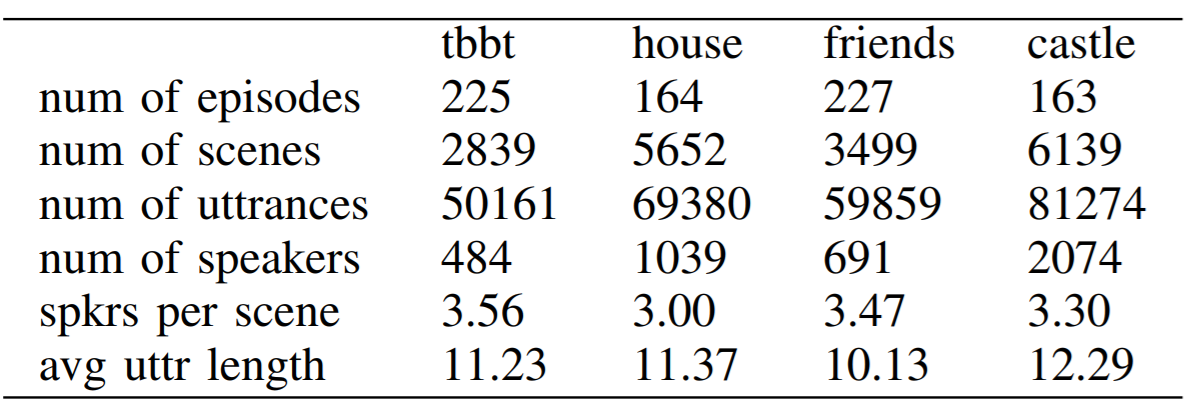 tbbt house friends castle
num of episodes 225 164 227 163
num of scenes 2839 5652 3499 6139
num of uttrances 50161 69380 59859 81274
num of speakers 484 1039 691 2074
spkrs per scene 3.56 3.00 3.47 3.30
avg uttr length 11.23 11.37 10.13 12.29